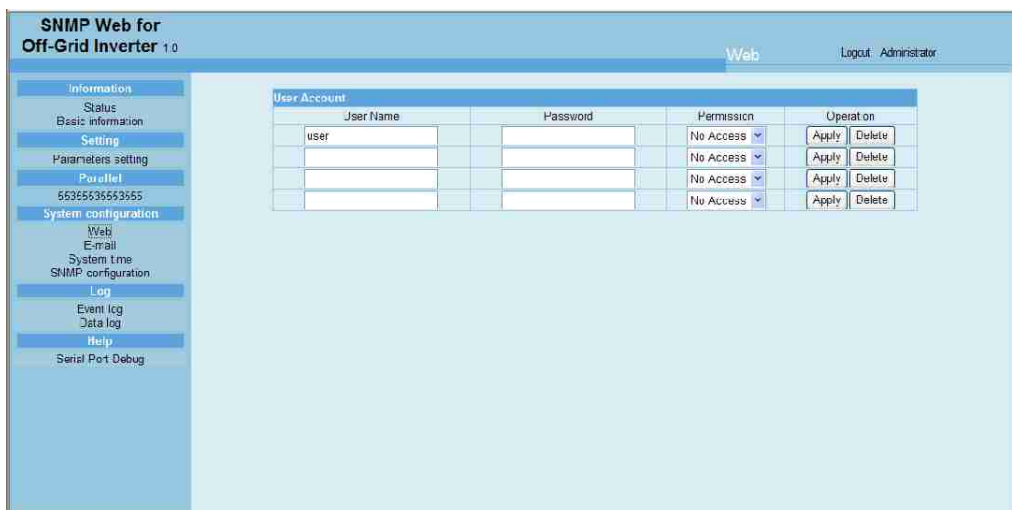 SNMP Web for
Off-Grid Inverter 1.0
Web
Logout Administrator
Information
Status
Basic information
Setting
Parameters setting
Parallel
System configuration
Web
E-mail
System time
SNMP configuration
Log
Event log
Data log
Help
Serial Port Debug
User Account
User Name Password Permission Operation
user No Access Apply Delete
No Access Apply Delete
No Access Apply Delete
No Access Apply Delete